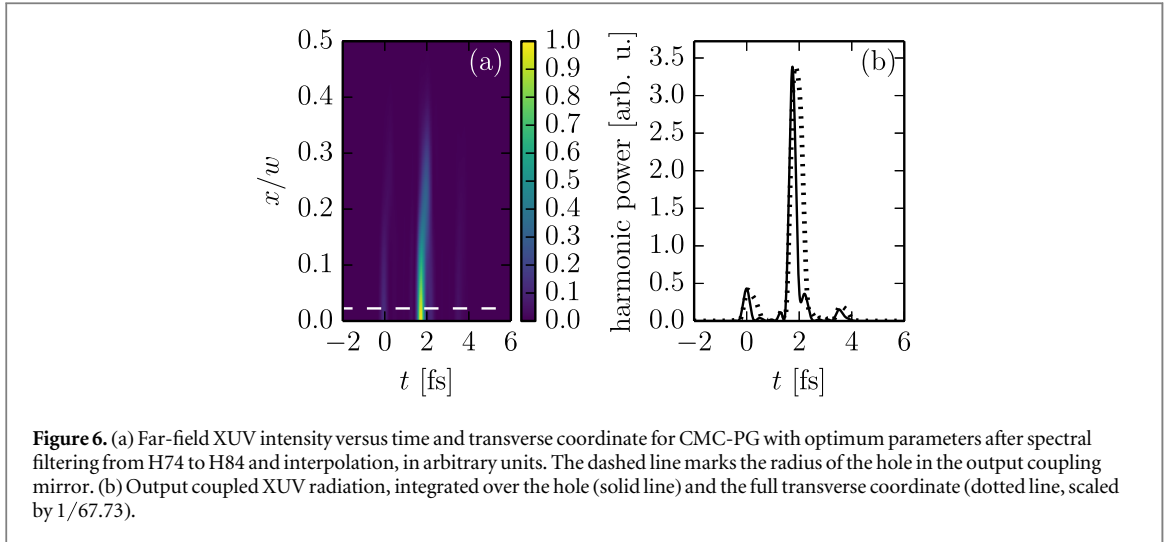 0.5
0.4
0.3
0.2
0.1
0.0
x/w
(a)
−2 0 2 4 6
t [fs]
1.0
0.9
0.8
0.7
0.6
0.5
0.4
0.3
0.2
0.1
0.0
harmonic power [arb. u.]
3.5
3.0
2.5
2.0
1.5
1.0
0.5
0.0
(b)
−2 0 2 4 6
t [fs]
Figure 6. (a) Far-field XUV intensity versus time and transverse coordinate for CMC-PG with optimum parameters after spectral
filtering from H74 to H84 and interpolation, in arbitrary units. The dashed line marks the radius of the hole in the output coupling
mirror. (b) Output coupled XUV radiation, integrated over the hole (solid line) and the full transverse coordinate (dotted line, scaled
by 1/67.73).